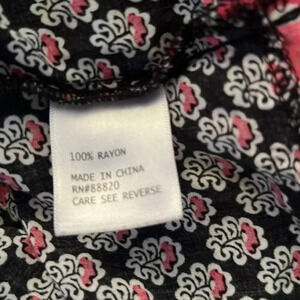 100% RAYON
MADE IN CHINA
RN#88820
CARE SEE REVERSE